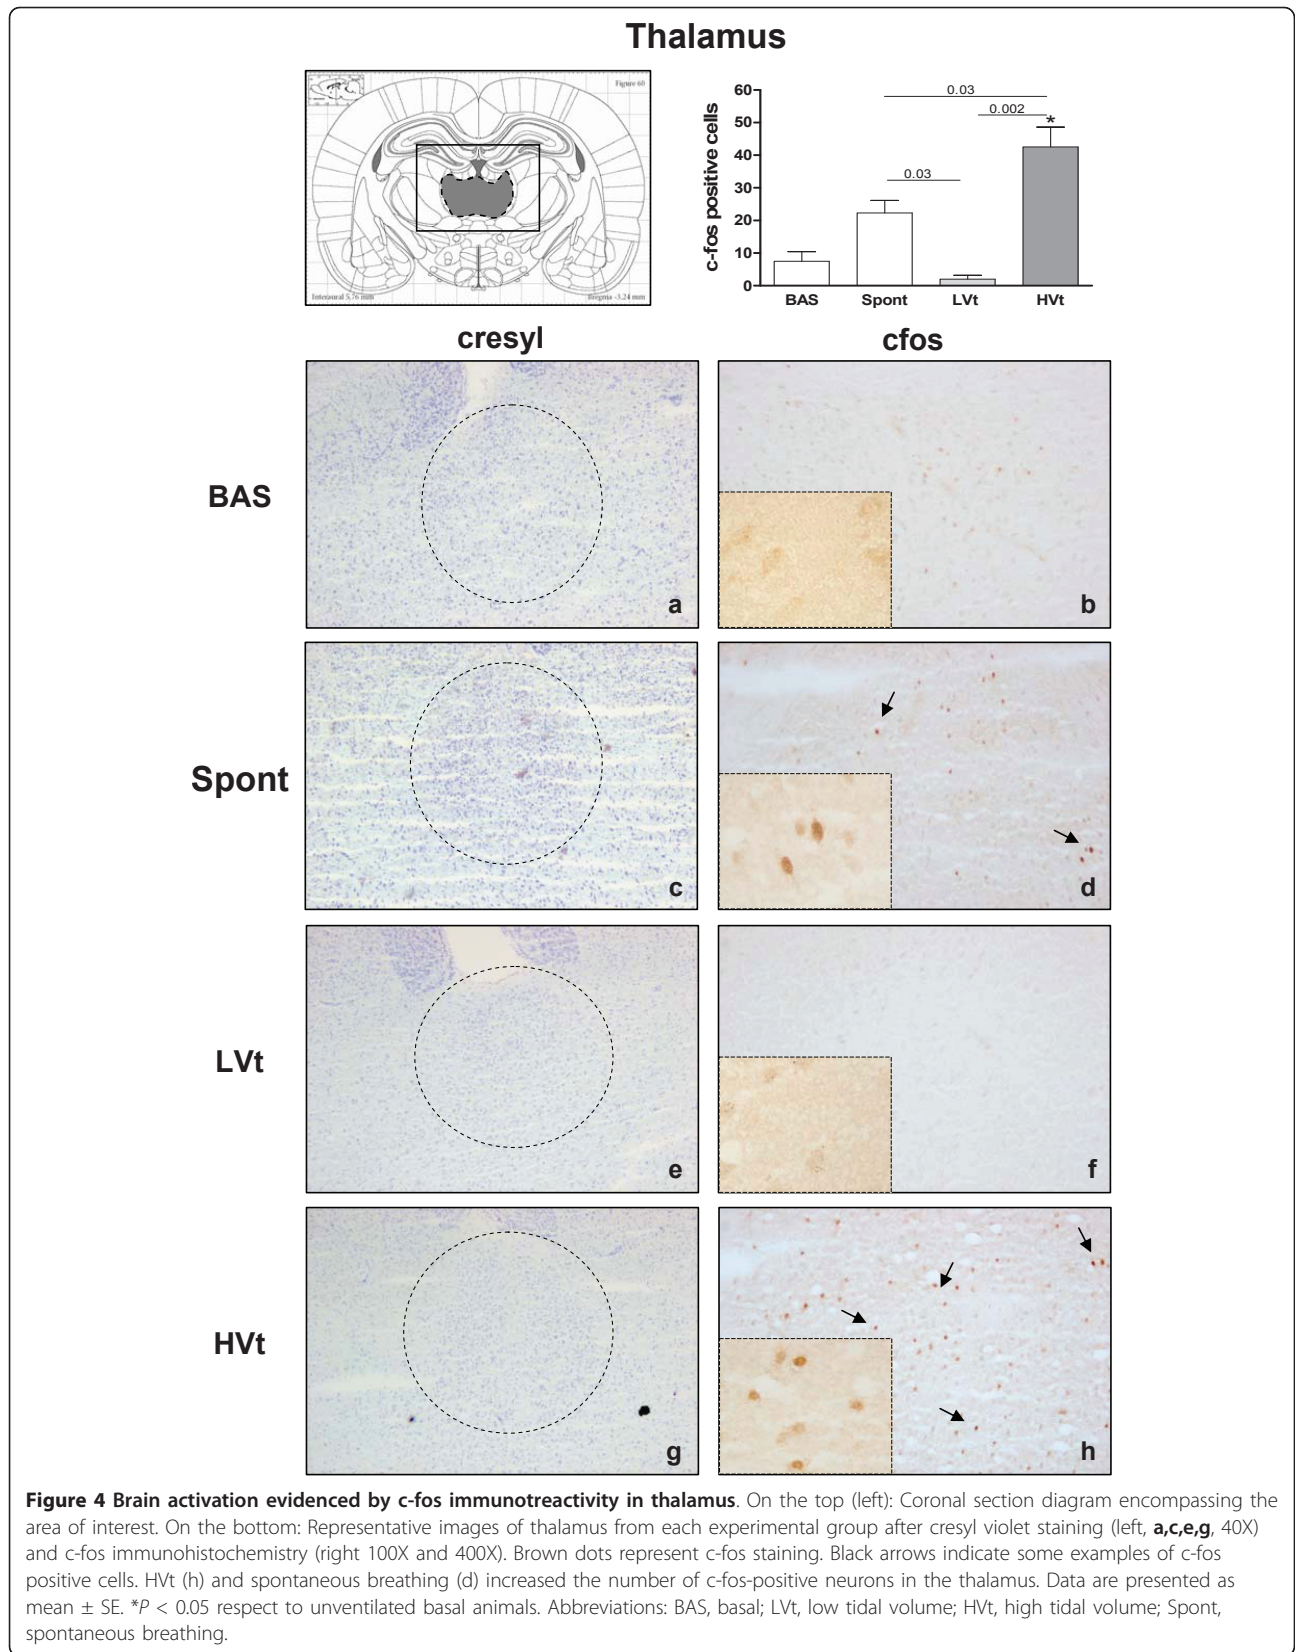 Thalamus
Figure 60
Interaural 5.76 mm
Bregma -3.24 mm
c-fos positive cells
60
50
40
30
20
10
0
0.03
0.002
*
0.03
BAS Spont LVt HVt
cresyl cfos
BAS
a b
Spont
c d
LVt
e f
HVt
g h
Figure 4 Brain activation evidenced by c-fos immunotreactivity in thalamus. On the top (left): Coronal section diagram encompassing the
area of interest. On the bottom: Representative images of thalamus from each experimental group after cresyl violet staining (left, a,c,e,g, 40X)
and c-fos immunohistochemistry (right 100X and 400X). Brown dots represent c-fos staining. Black arrows indicate some examples of c-fos
positive cells. HVt (h) and spontaneous breathing (d) increased the number of c-fos-positive neurons in the thalamus. Data are presented as
mean ± SE. *P < 0.05 respect to unventilated basal animals. Abbreviations: BAS, basal; LVt, low tidal volume; HVt, high tidal volume; Spont,
spontaneous breathing.